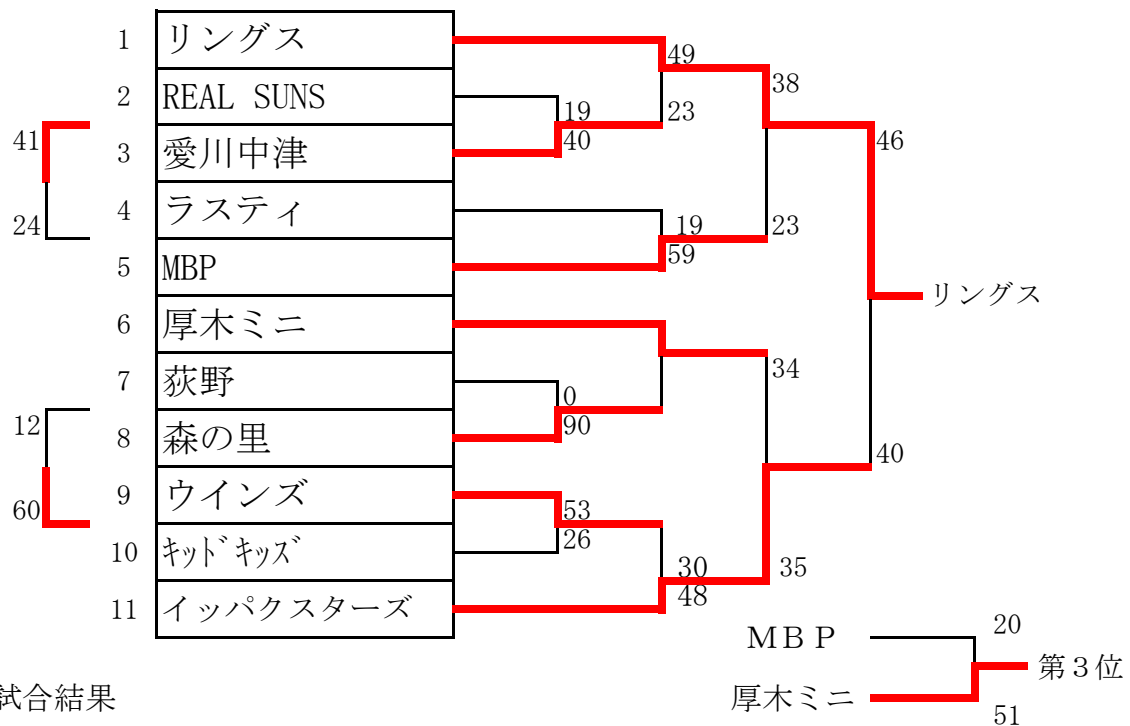 1 リングス
49
38
2 REAL SUNS
19
23
41
40
46
3 愛川中津
4 ラスティ
24
19
23
59
5 MBP
リングス
6 厚木ミニ
34
7 荻野
0
12
90
8 森の里
40
9 ウインズ
60
53
26
10 ｷｯﾄﾞｷｯｽﾞ
30
35
48
11 イッパクスターズ
ＭＢＰ
20
第３位
試合結果
厚木ミニ
51